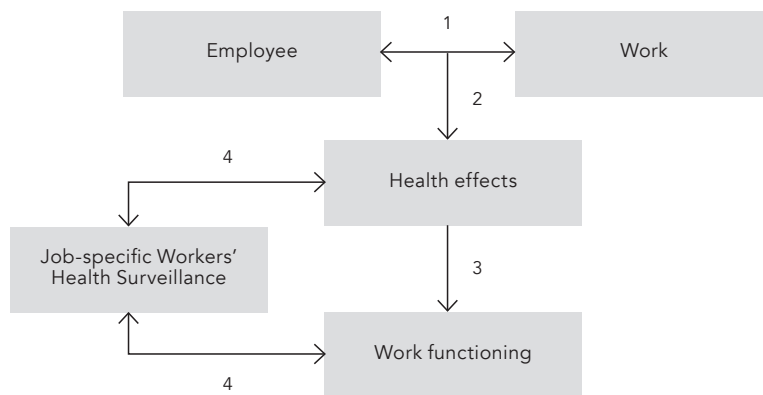 1
Employee
Work
2
4
Health effects
Job-specific Workers’
Health Surveillance
3
Work functioning
4